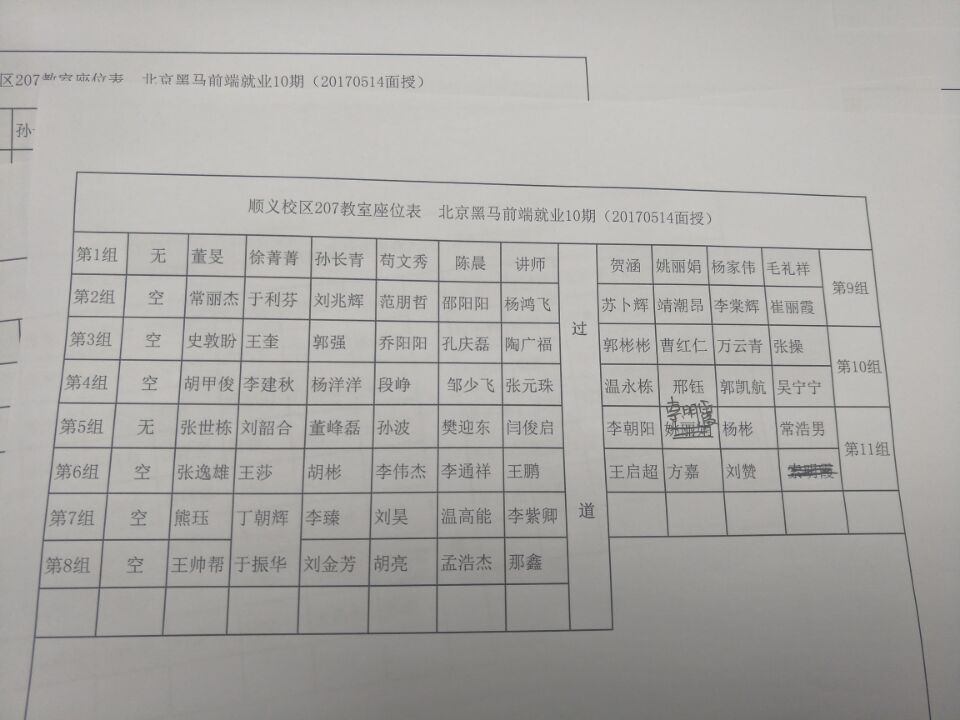 区207教室座位表 北京黑马前端就业10期（20170514面授）
孙
顺义校区207教室座位表 北京黑马前端就业10期（20170514面授）
第1组 无 董旻 徐菁菁 孙长青 苟文秀 陈晨 讲师 贺涵 姚丽娟 杨家伟 毛礼祥
第9组
第2组 空 常丽杰 于利芬 刘兆辉 范朋哲 邵阳阳 杨鸿飞 苏卜辉 靖潮昂 李棠辉 崔丽霞
过
第3组 空 史敦盼 王奎 郭强 乔阳阳 孔庆磊 陶广福 郭彬彬 曹红仁 万云青 张操
第10组
第4组 空 胡甲俊 李建秋 杨洋洋 段峥 邹少飞 张元珠 温永栋 邢钰 郭凯航 吴宁宁
第5组 无 张世栋 刘韶合 董峰磊 孙波 樊迎东 闫俊启 李朝阳 姚丽娟 杨彬 常浩男
第11组
第6组 空 张逸雄 王莎 胡彬 李伟杰 李通祥 王鹏 王启超 方嘉 刘赞
第7组 空 熊珏 丁朝辉 李臻 刘昊 温高能 李紫卿 道
第8组 空 王帅帮 于振华 刘金芳 胡亮 孟浩杰 那鑫